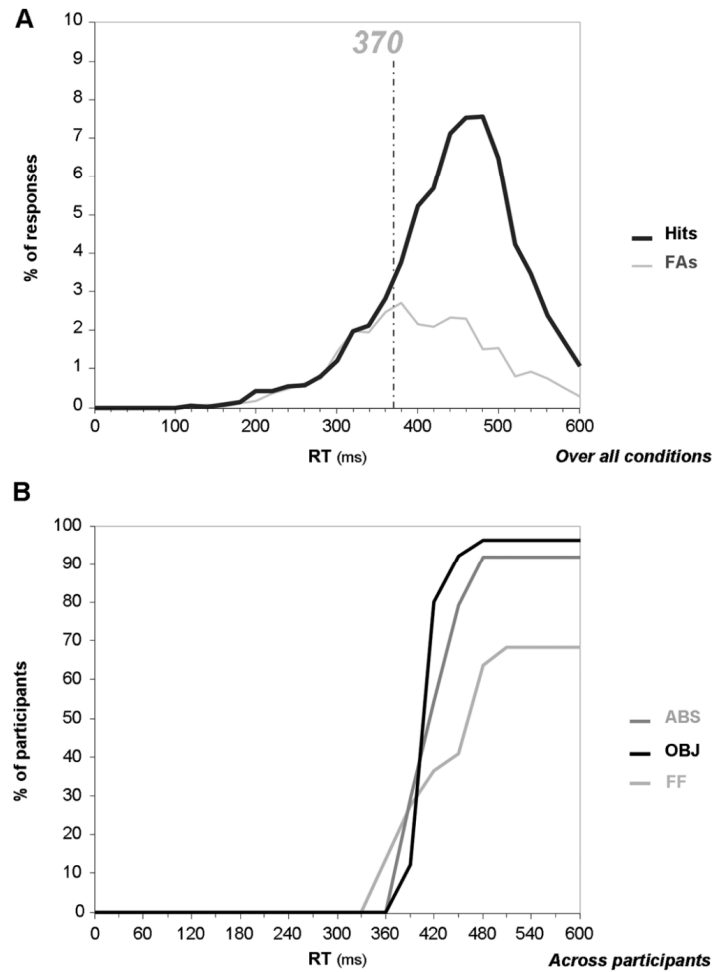 A
370
% of responses
10
9
8
7
6
5
4
3
2
1
0
0 100 200 300 400 500 600
RT (ms)
Over all conditions
Hits
FAs
B
% of participants
100
90
80
70
60
50
40
30
20
10
0
0 60 120 180 240 300 360 420 480 540 600
RT (ms)
Across participants
ABS
OBJ
FF